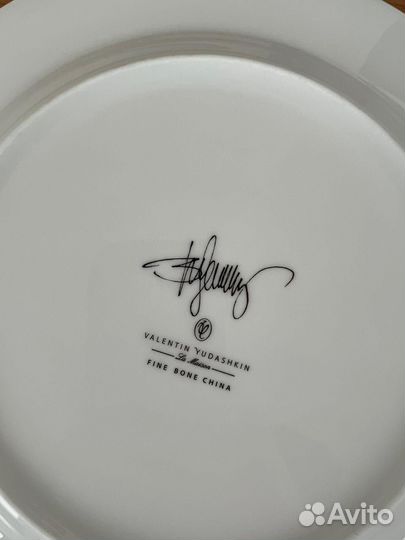 VALENTIN YUDASHKIN
La Maison
FINE BONE CHINA
Avito